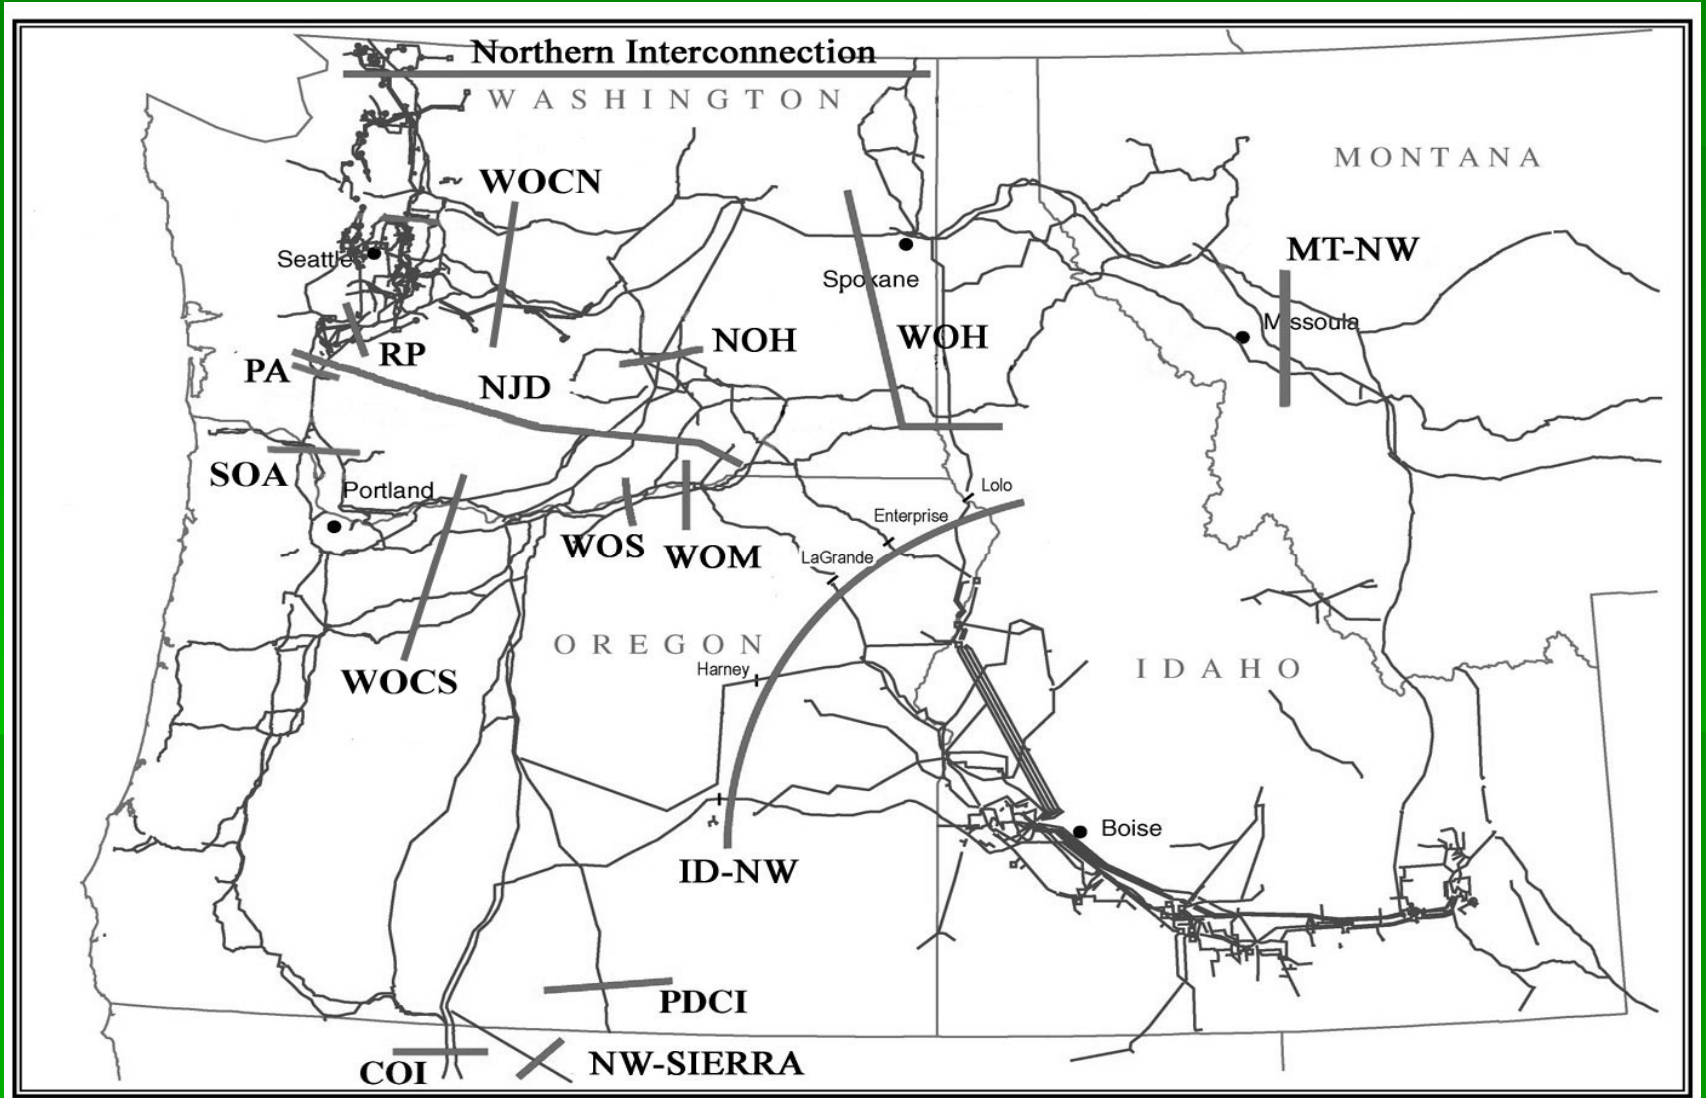 Northern Interconnection
WASHINGTON
MONTANA
WOCN
Seattle
MT-NW
Spokane
Missoula
NOH
WOH
RP
PA
NJD
SOA
Portland
Lolo
Enterprise
WOS
WOM
LaGrande
OREGON
Harney
IDAHO
WOCS
Boise
ID-NW
PDCI
COI
NW-SIERRA